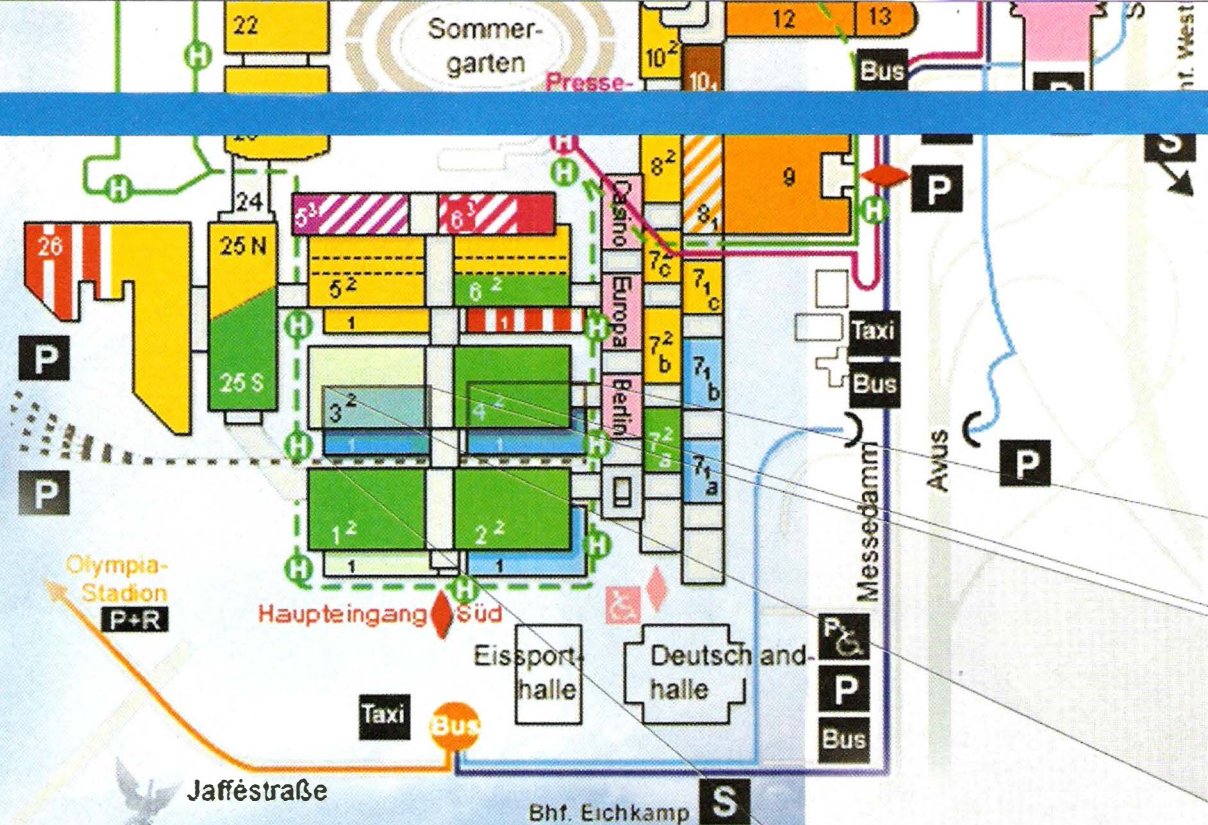 22
Sommer-
garten
10²
12
13
Bus
Presse-
10₁
H
P
H
H
H
24
8²
8₁
9
P
H
S
26
25 N
25 S
5³
6³
5²
6²
1
1
H
H
Casino
Europa
Berlin
7²c
7₁c
7²b
7₁b
7²a
7₁a
Taxi
Bus
P
P
3²
4²
1
1
H
H
1²
2²
1
1
H
H
H
Messedamm
Avus
P
Olympia-
Stadion
P+R
Haupteingang Süd
Eissport-
halle
Deutschland-
halle
P
P
Bus
Taxi
Bus
Jafféstraße
Bhf. Eichkamp
S